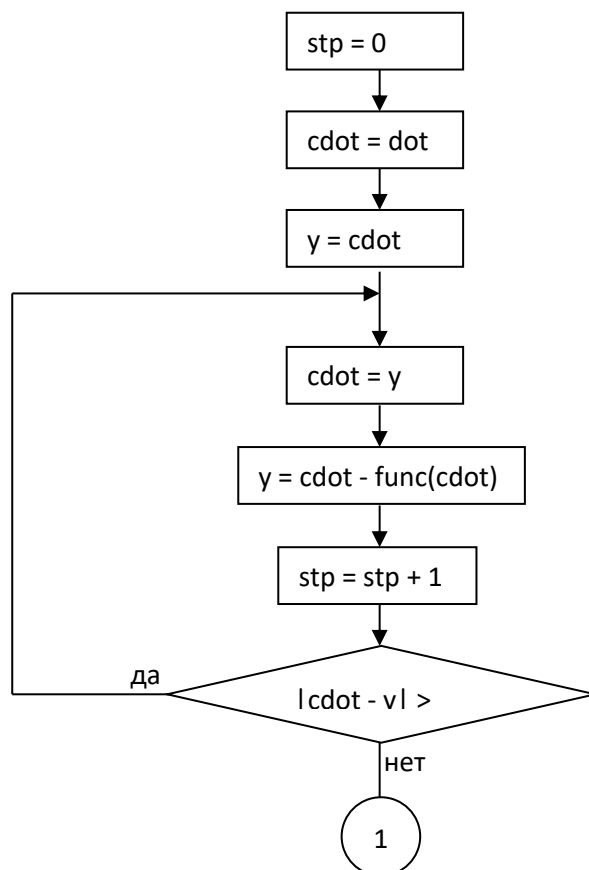 stp = 0
cdot = dot
y = cdot
cdot = y
y = cdot - func(cdot)
stp = stp + 1
да
|cdot - y| >
нет
1